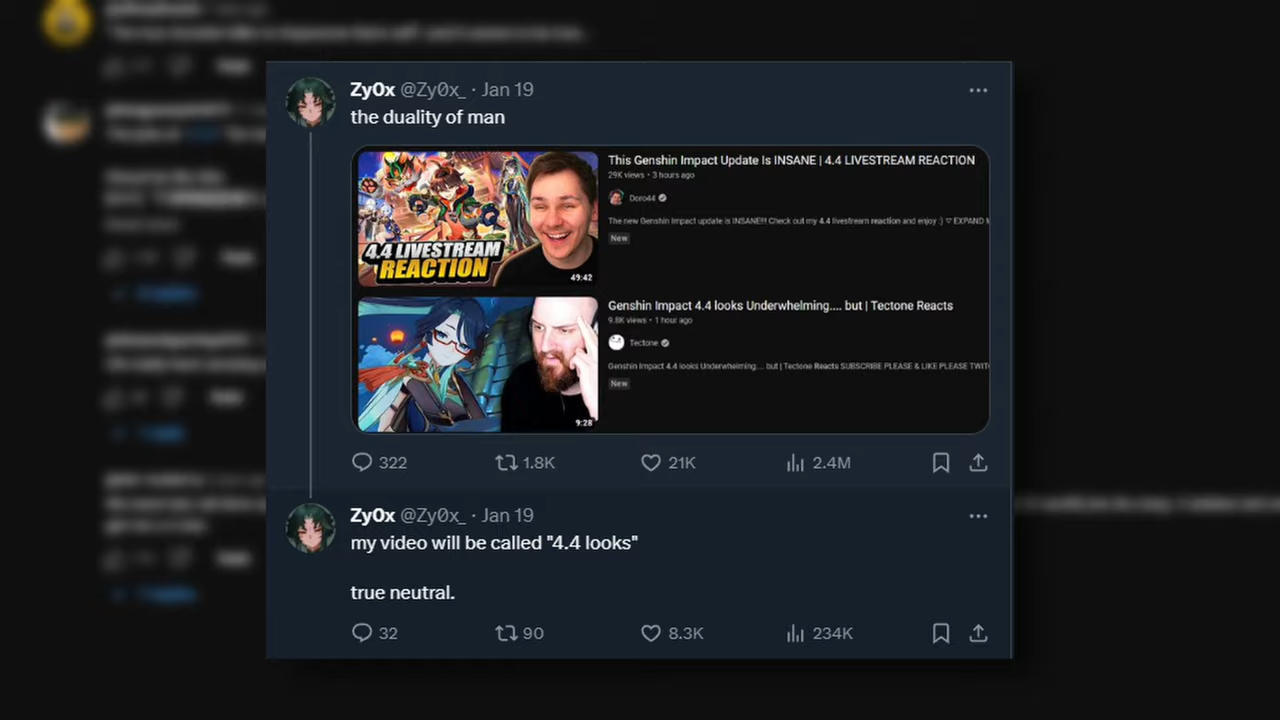 ZyOx @Zy0x_ · Jan 19
the duality of man
This Genshin Impact Update Is INSANE | 4.4 LIVESTREAM REACTION
29K views • 3 hours ago
Doro44
The new Genshin Impact update is INSANE!!! Check out my 4.4 livestream reaction and enjoy :) ▽ EXPAND
New
4.4 LIVESTREAM
REACTION
49:42
Genshin Impact 4.4 looks Underwhelming.... but | Tectone Reacts
9.8K views • 1 hour ago
Tectone
Genshin Impact 4.4 looks Underwhelming.... but | Tectone Reacts SUBSCRIBE PLEASE & LIKE PLEASE TWIT
New
9:28
322 1.8K 21K 2.4M
ZyOx @Zy0x_ · Jan 19
my video will be called "4.4 looks"
true neutral.
32 90 8.3K 234K